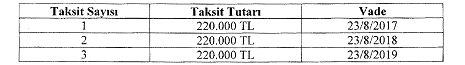 Taksit Sayısı Taksit Tutarı Vade
1 220.000 TL 23/8/2017
2 220.000 TL 23/8/2018
3 220.000 TL 23/8/2019